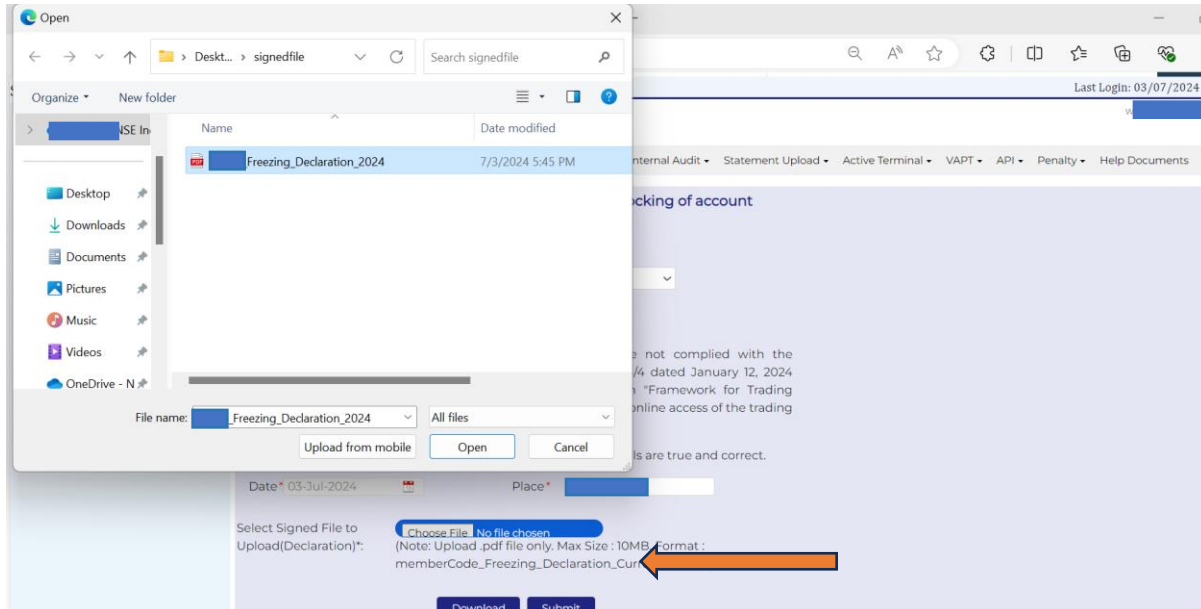 Open
Deskt... > signedfile
Search signedfile
Last Login: 03/07/2024
Organize
New folder
NSE In
Name
Date modified
Freezing_Declaration_2024
7/3/2024 5:45 PM
nternal Audit Statement Upload Active Terminal VAPT API Penalty Help Documents
Desktop
Downloads
Documents
Pictures
Music
Videos
OneDrive - N
ocking of account
not complied with the
/4 dated January 12, 2024
"Framework for Trading
online access of the trading
File name:
_Freezing_Declaration_2024
All files
Upload from mobile
Open
Cancel
ls are true and correct.
Date* 03-Jul-2024
Place*
Select Signed File to
Upload(Declaration)*:
Choose File No file chosen
(Note: Upload .pdf file only. Max Size : 10MB, Format :
memberCode_Freezing_Declaration_Curr
Download
Submit